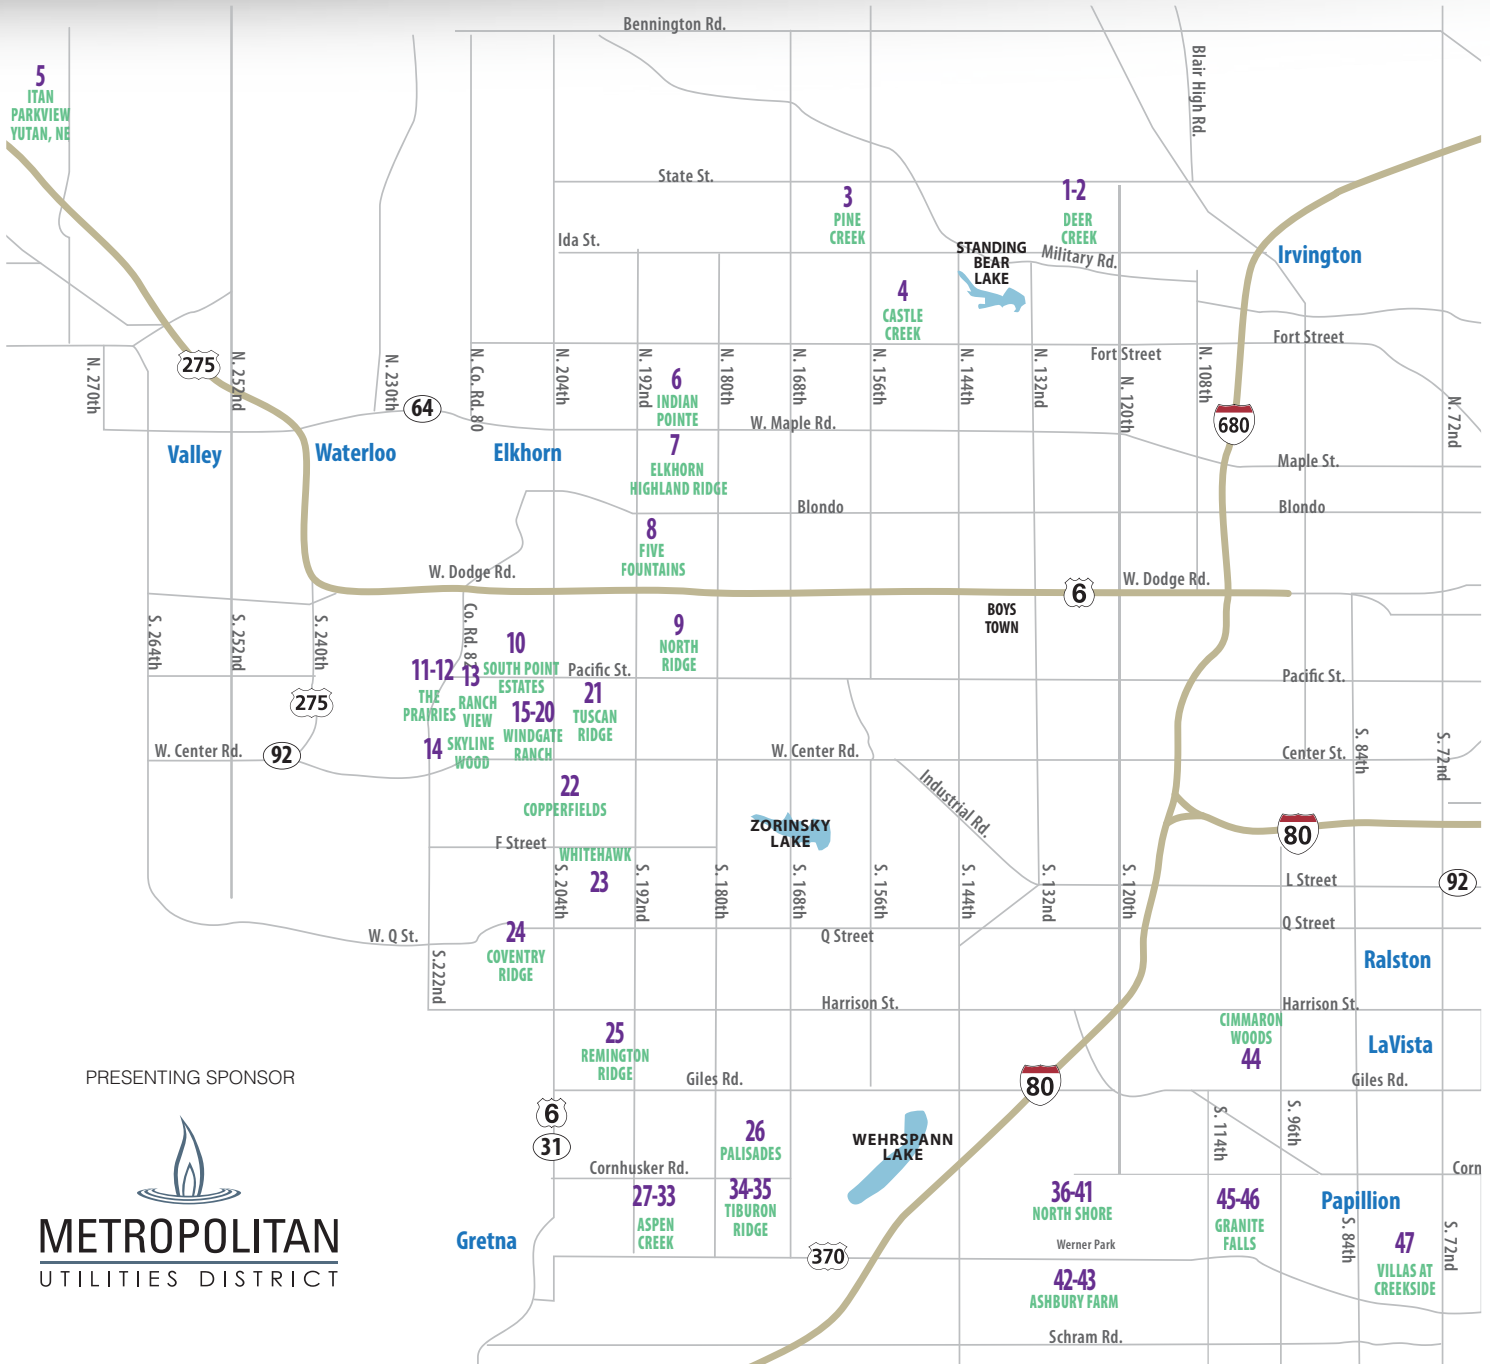 Bennington Rd.
Blair High Rd.
5
ITAN
PARKVIEW
YUTAN, NE
State St.
3
PINE
CREEK
1-2
DEER
CREEK
Ida St.
STANDING
BEAR
LAKE
Military Rd.
Irvington
4
CASTLE
CREEK
Fort Street
Fort Street
275
N. 270th
N. 252nd
N. 230th
64
N. Co. Rd. 80
N. 204th
N. 192nd
N. 180th
N. 168th
N. 156th
N. 144th
N. 132nd
N. 120th
N. 108th
N. 72nd
6
INDIAN
POINTE
680
W. Maple Rd.
Valley
Waterloo
Elkhorn
7
ELKHORN
HIGHLAND RIDGE
Maple St.
Blondo
Blondo
8
FIVE
FOUNTAINS
W. Dodge Rd.
6
W. Dodge Rd.
BOYS
TOWN
S. 264th
S. 252nd
S. 240th
Co. Rd. 82
9
NORTH
RIDGE
10
SOUTH POINT
ESTATES
Pacific St.
Pacific St.
11-12
THE
PRAIRIES
13
RANCH
VIEW
275
15-20
WINDGATE
RANCH
21
TUSCAN
RIDGE
14
SKYLINE
WOOD
W. Center Rd.
92
W. Center Rd.
Center St.
S. 84th
S. 72nd
Industrial Rd.
22
COPPERFIELDS
ZORINSKY
LAKE
80
F Street
WHITEHAWK
23
S. 204th
S. 192nd
S. 180th
S. 168th
S. 156th
S. 144th
S. 132nd
S. 120th
L Street
92
W. Q St.
24
COVENTRY
RIDGE
Q Street
Q Street
Ralston
S.222nd
Harrison St.
Harrison St.
25
REMINGTON
RIDGE
CIMMARON
WOODS
44
LaVista
Giles Rd.
80
Giles Rd.
PRESENTING SPONSOR
METROPOLITAN
UTILITIES DISTRICT
6
31
26
PALISADES
WEHRSPANN
LAKE
S. 114th
S. 96th
Cornhusker Rd.
Corn
27-33
ASPEN
CREEK
34-35
TIBURON
RIDGE
36-41
NORTH SHORE
45-46
GRANITE
FALLS
Papillion
Gretna
370
Werner Park
S. 84th
47
VILLAS AT
CREEKSIDE
S. 72nd
42-43
ASHBURY FARM
Schram Rd.